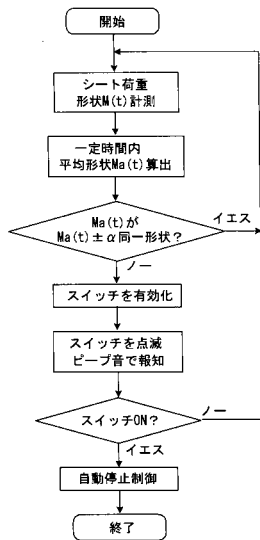 開始
シート荷重
形状M(t)計測
一定時間内
平均形状Ma(t)算出
Ma(t)が
Ma(t)±α同一形状?
イエス
ノー
スイッチを有効化
スイッチを点滅
ピープ音で報知
スイッチON?
ノー
イエス
自動停止制御
終了